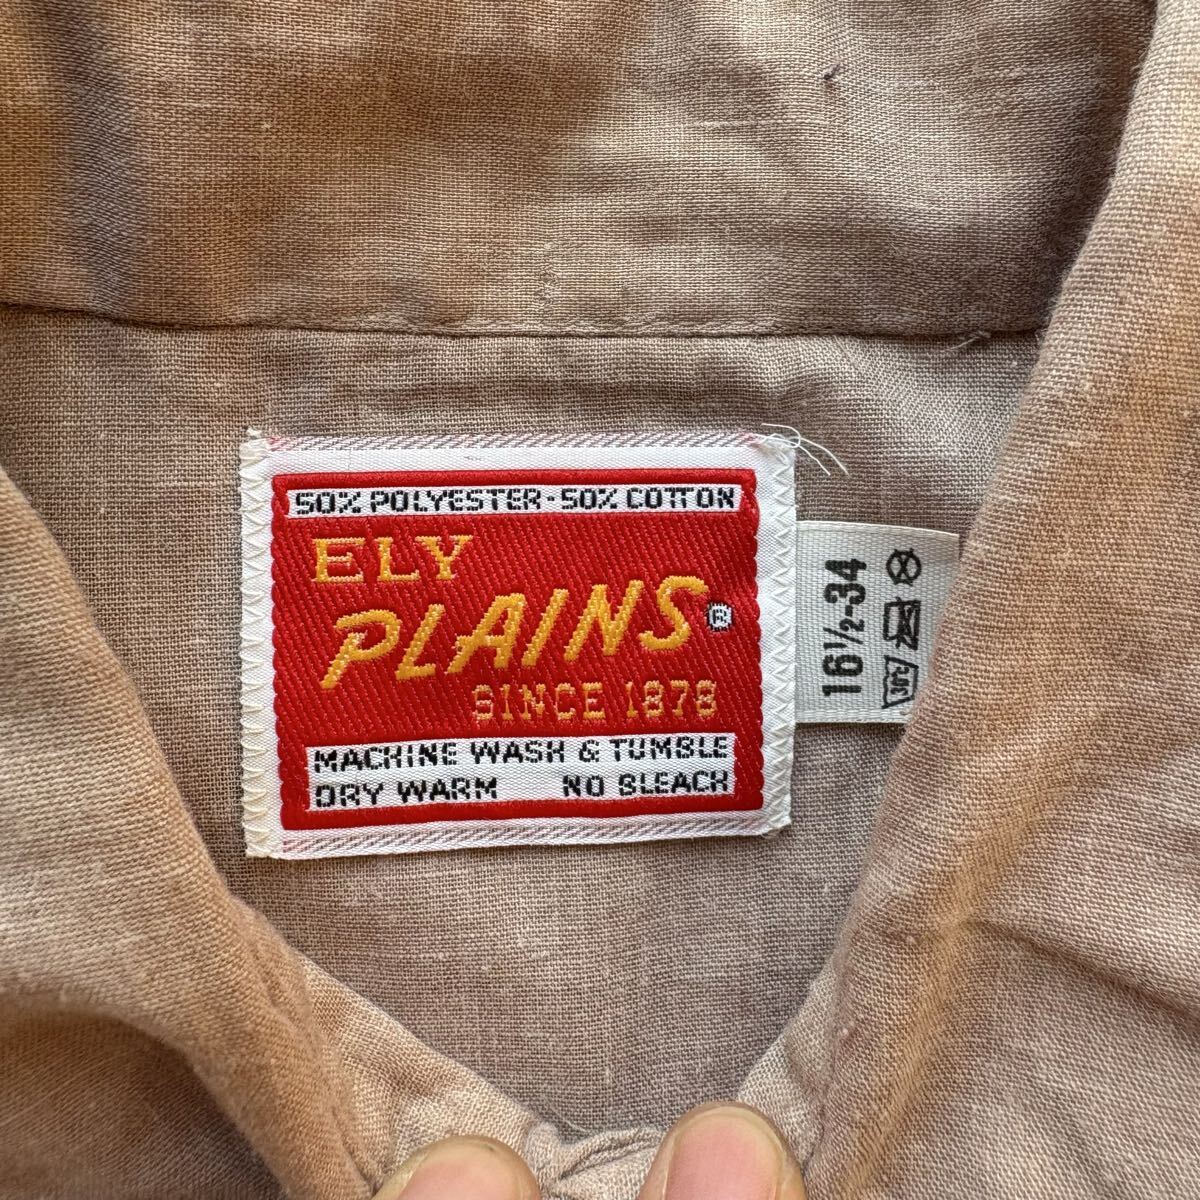 50% POLYESTER · 50% COTTON
ELY
PLAINS®
SINCE 1878
MACHINE WASH & TUMBLE
DRY WARM NO BLEACH
16½-34